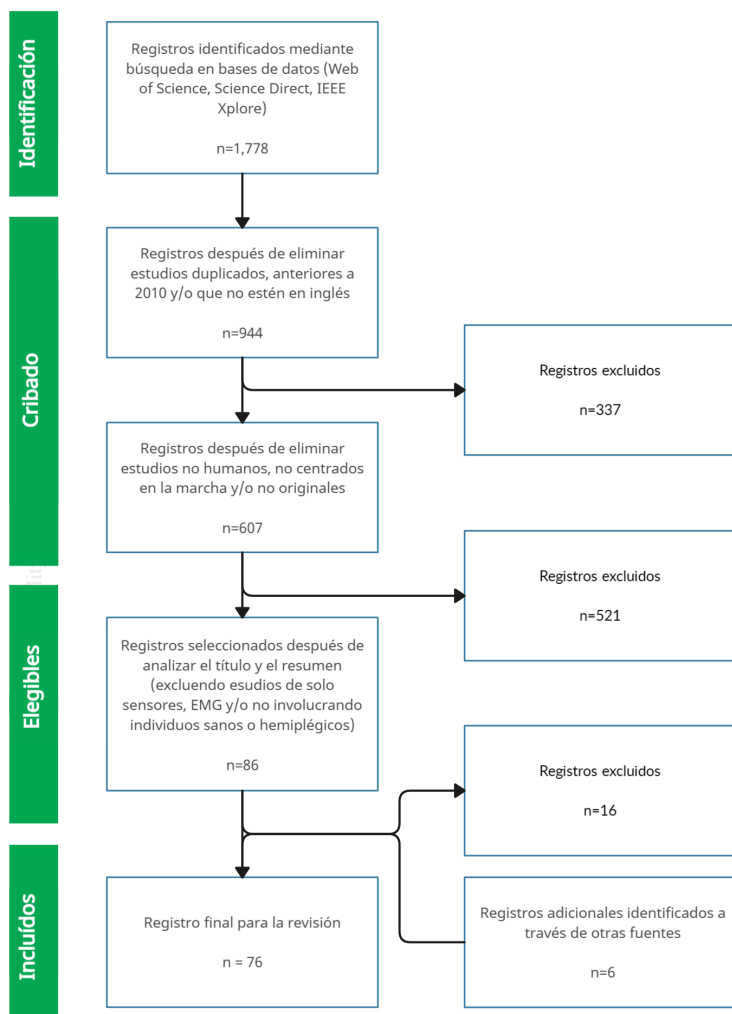 Identificación
Registros identificados mediante
búsqueda en bases de datos (Web
of Science, Science Direct, IEEE
Xplore)
n=1,778
Cribado
Registros después de eliminar
estudios duplicados, anteriores a
2010 y/o que no estén en inglés
n=944
Registros excluidos
n=337
Registros después de eliminar
estudios no humanos, no centrados
en la marcha y/o no originales
n=607
Registros excluidos
n=521
Elegibles
Registros seleccionados después de
analizar el título y el resumen
(excluyendo esudios de solo
sensores, EMG y/o no involucrando
individuos sanos o hemiplégicos)
n=86
Registros excluidos
n=16
Incluídos
Registro final para la revisión
n = 76
Registros adicionales identificados a
través de otras fuentes
n=6